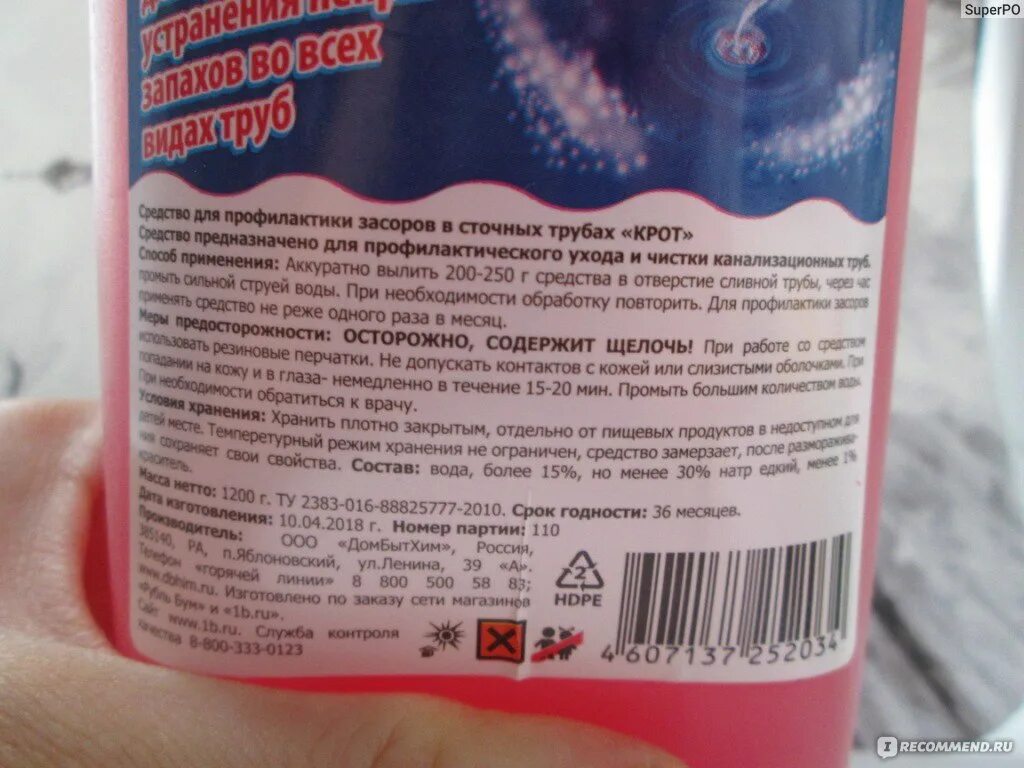 SuperPO
устранения
запахов во всех
видах труб
Средство для профилактики засоров в сточных трубах «КРОТ»
Средство предназначено для профилактического ухода и чистки канализационных труб.
Способ применения: Аккуратно вылить 200-250 г средства в отверстие сливной трубы, через час
промыть сильной струей воды. При необходимости обработку повторить. Для профилактики засоров
применять средство не реже одного раза в месяц.
Меры предосторожности: ОСТОРОЖНО, СОДЕРЖИТ ЩЕЛОЧЬ! При работе со средством
использовать резиновые перчатки. Не допускать контактов с кожей или слизистыми оболочками. При
попадании на кожу и в глаза- немедленно в течение 15-20 мин. Промыть большим количеством воды.
При необходимости обратиться к врачу.
Условия хранения: Хранить плотно закрытым, отдельно от пищевых продуктов в недоступном для
детей месте. Температурный режим хранения не ограничен, средство замерзает, после разморажива-
ния сохраняет свои свойства. Состав: вода, более 15%, но менее 30% натр едкий, менее 1%
краситель.
Масса нетто: 1200 г. ТУ 2383-016-88825777-2010. Срок годности: 36 месяцев.
Дата изготовления: 10.04.2018 г. Номер партии: 110
Производитель: ООО «ДомБытХим», Россия,
385140, РА, п.Яблоновский, ул.Ленина, 39 «А».
Телефон «горячей линии» 8 800 500 58 83;
www.dbhim.ru. Изготовлено по заказу сети магазинов
«Рубль Бум» и «1b.ru».
Сайт www.1b.ru. Служба контроля
качества 8-800-333-0123
2
HDPE
4 607137 252034
IRECOMMEND.RU